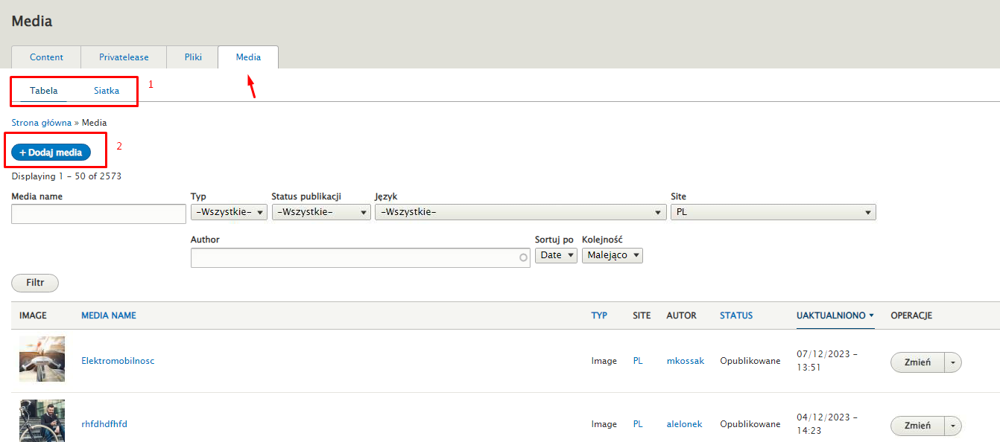 Media
Content Privatelease Pliki Media
Tabela Siatka 1
Strona główna » Media
+ Dodaj media 2
Displaying 1 - 50 of 2573
Media name Typ Status publikacji Język Site
-Wszystkie- -Wszystkie- -Wszystkie- PL
Author Sortuj po Kolejność
Date Malejąco
Filtr
IMAGE MEDIA NAME TYP SITE AUTOR STATUS UAKTUALNIONO OPERACJE
Elektromobilnosc Image PL mkossak Opublikowane 07/12/2023 - 13:51 Zmień
rhfdhdfhfd Image PL alelonek Opublikowane 04/12/2023 - 14:23 Zmień